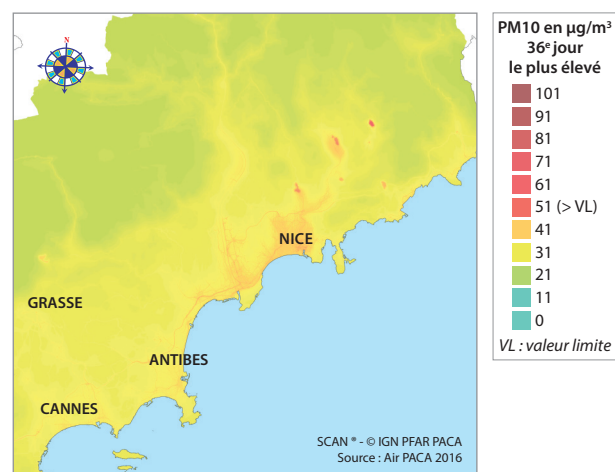 N
NICE
GRASSE
ANTIBES
CANNES
SCAN ® - © IGN PFAR PACA
Source : Air PACA 2016
PM10 en µg/m³
36e jour
le plus élevé
101
91
81
71
61
51 (> VL)
41
31
21
11
0
VL : valeur limite